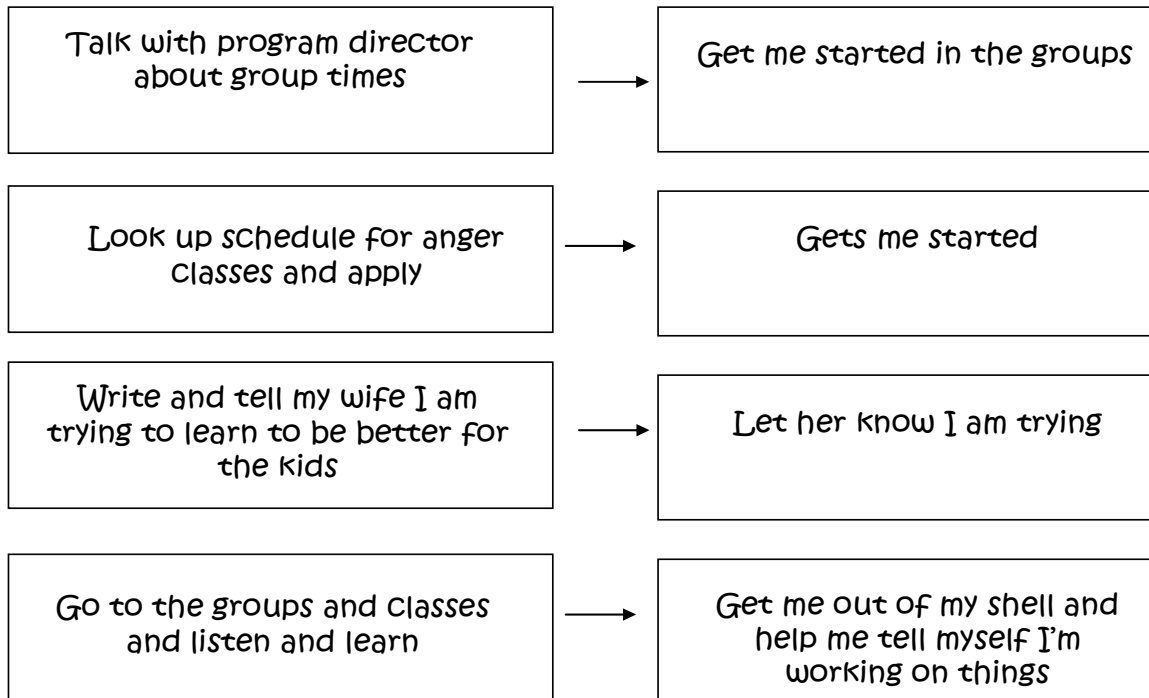 Talk with program director
about group times
Get me started in the groups
Look up schedule for anger
classes and apply
Gets me started
Write and tell my wife I am
trying to learn to be better for
the kids
Let her know I am trying
Go to the groups and classes
and listen and learn
Get me out of my shell and
help me tell myself I'm
working on things